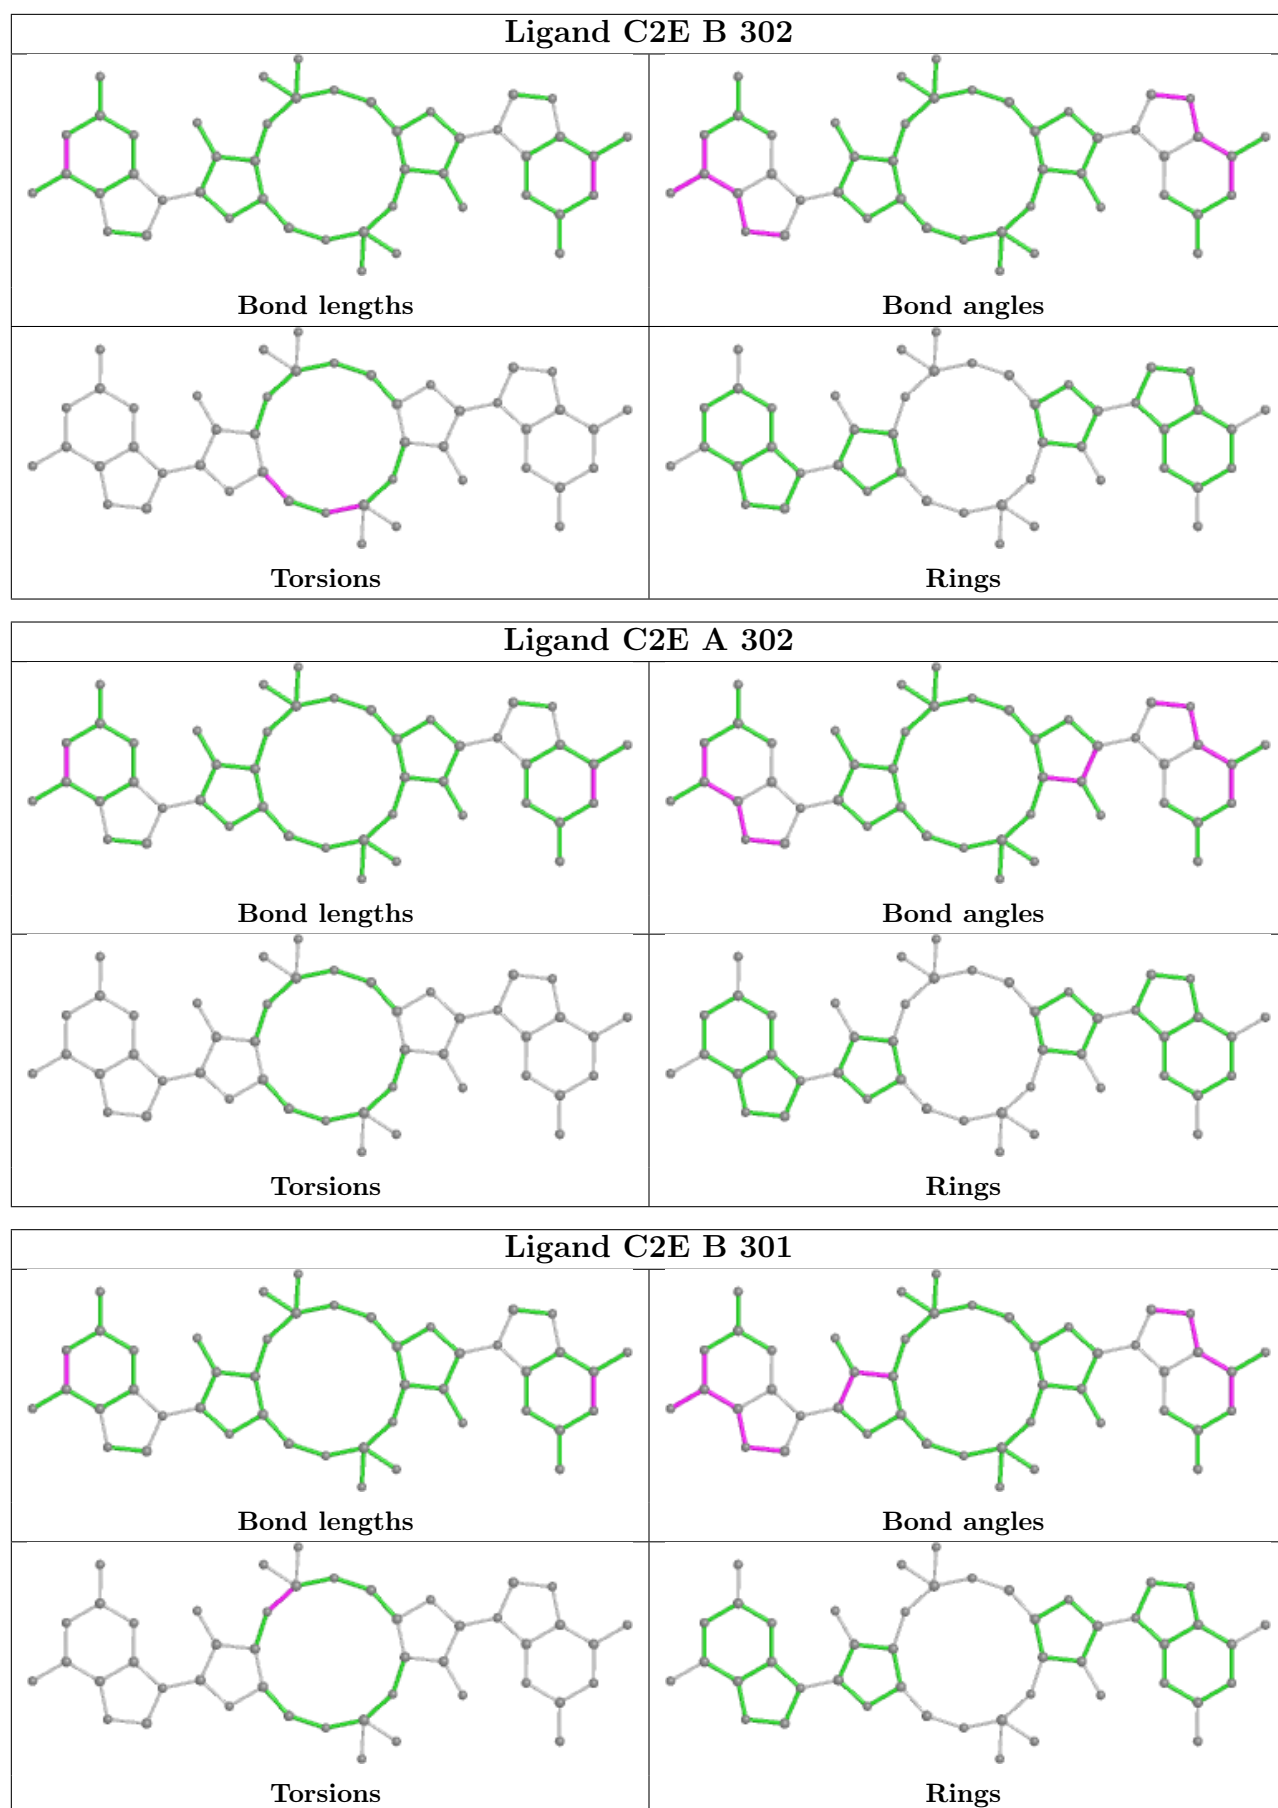 Ligand C2E B 302
Bond lengths
Bond angles
Torsions
Rings
Ligand C2E A 302
Bond lengths
Bond angles
Torsions
Rings
Ligand C2E B 301
Bond lengths
Bond angles
Torsions
Rings